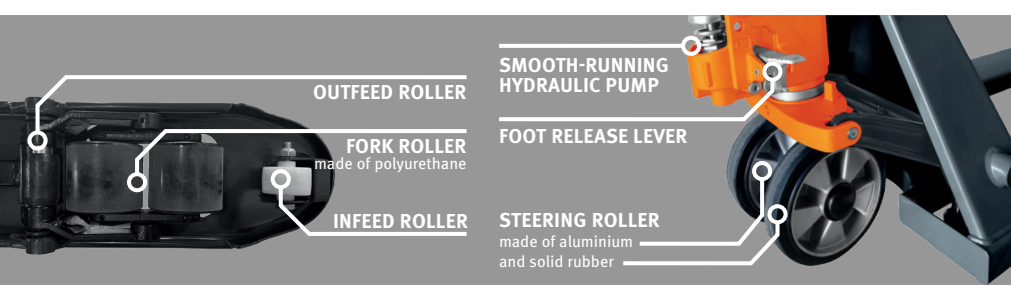 OUTFEED ROLLER
FORK ROLLER
made of polyurethane
INFEED ROLLER
SMOOTH-RUNNING
HYDRAULIC PUMP
FOOT RELEASE LEVER
STEERING ROLLER
made of aluminium
and solid rubber